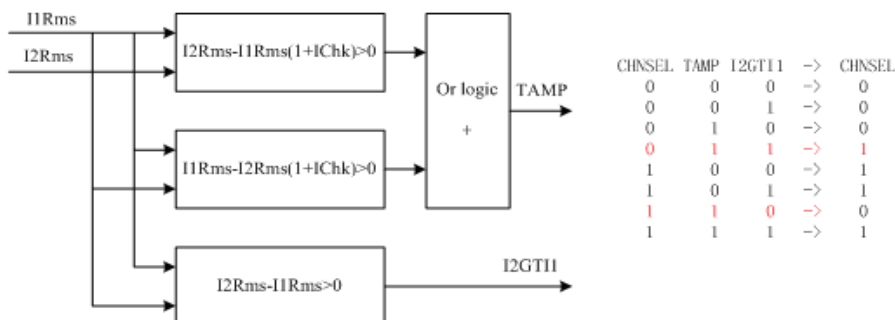 I1Rms
I2Rms
I2Rms-I1Rms(1+IChk)>0
I1Rms-I2Rms(1+IChk)>0
I2Rms-I1Rms>0
Or logic
+
TAMP
I2GTI1
CHNSEL TAMP I2GTI1 -> CHNSEL
0 0 0 -> 0
0 0 1 -> 0
0 1 0 -> 0
0 1 1 -> 1
1 0 0 -> 1
1 0 1 -> 1
1 1 0 -> 0
1 1 1 -> 1